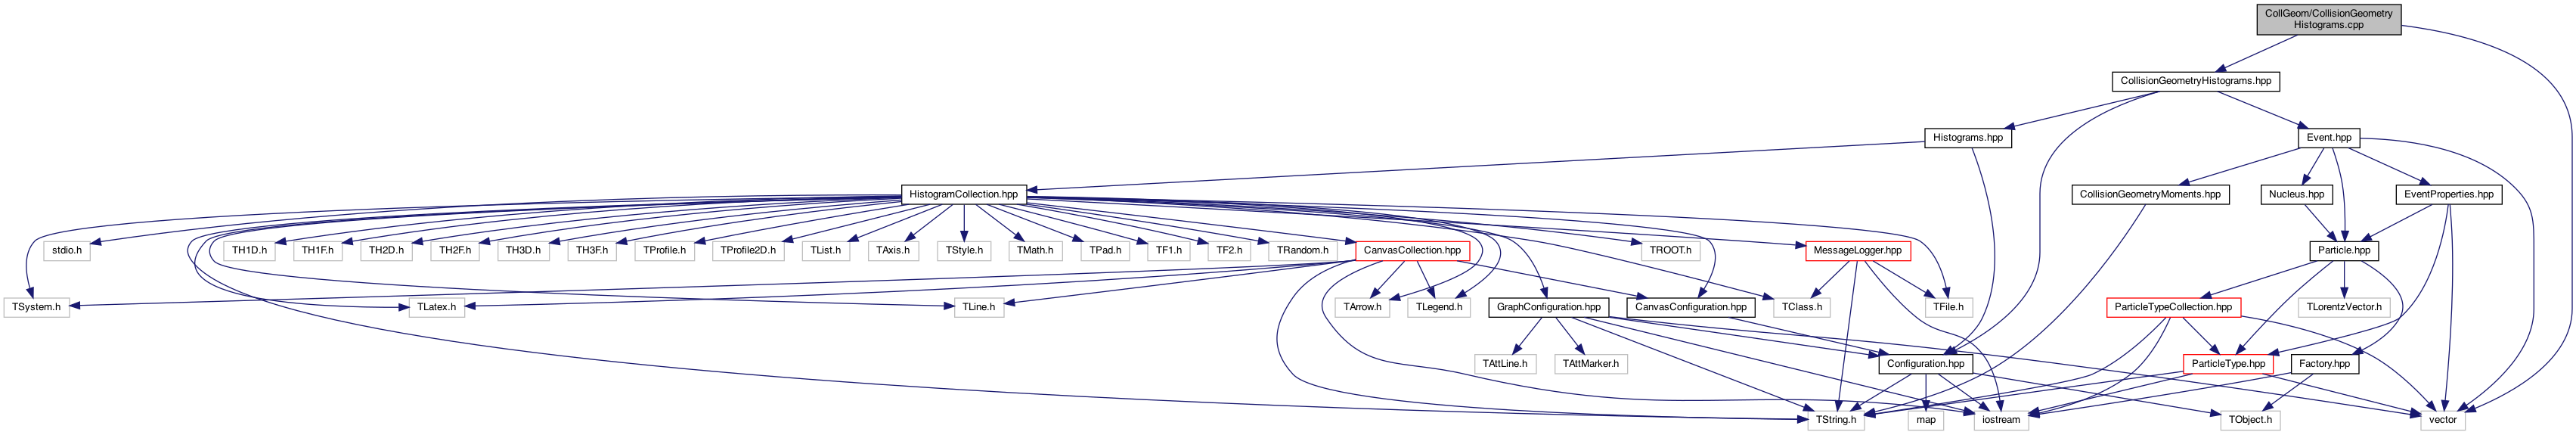 CollGeom/CollisionGeometry
Histograms.cpp
CollisionGeometryHistograms.hpp
Histograms.hpp
Event.hpp
HistogramCollection.hpp
CollisionGeometryMoments.hpp
Nucleus.hpp
EventProperties.hpp
stdio.h
TH1D.h
TH1F.h
TH2D.h
TH2F.h
TH3D.h
TH3F.h
TProfile.h
TProfile2D.h
TList.h
TAxis.h
TStyle.h
TMath.h
TPad.h
TF1.h
TF2.h
TRandom.h
CanvasCollection.hpp
TROOT.h
MessageLogger.hpp
Particle.hpp
TSystem.h
TLatex.h
TLine.h
TArrow.h
TLegend.h
GraphConfiguration.hpp
CanvasConfiguration.hpp
TClass.h
TFile.h
ParticleTypeCollection.hpp
TLorentzVector.h
TAttLine.h
TAttMarker.h
Configuration.hpp
ParticleType.hpp
Factory.hpp
TString.h
map
iostream
TObject.h
vector